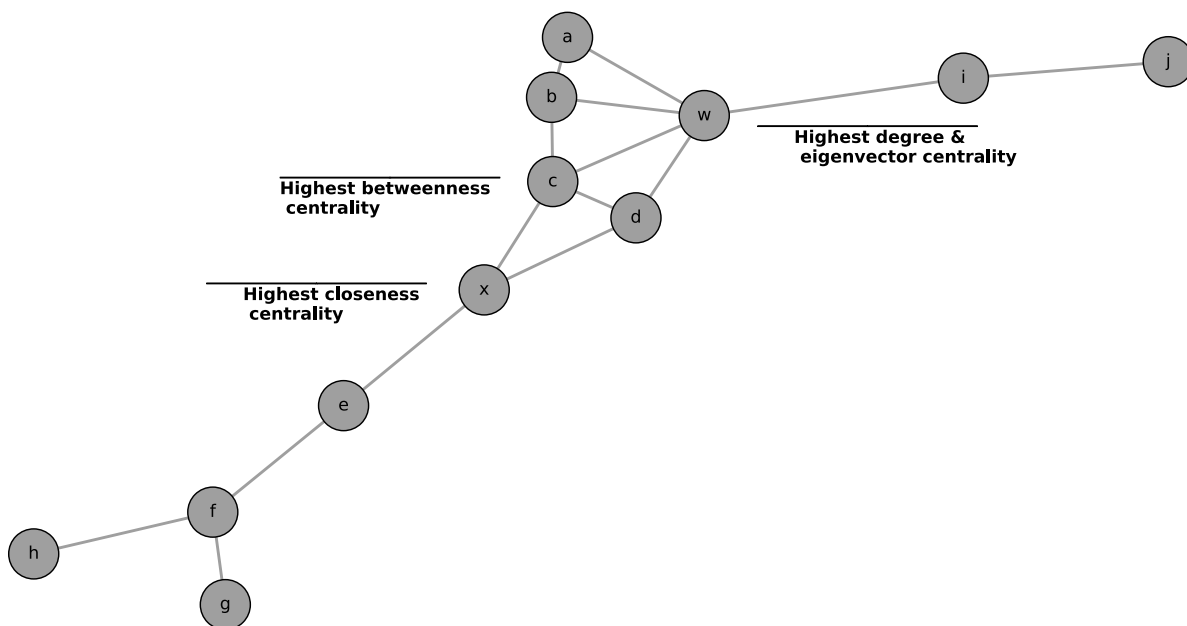 a
j
i
b
w
Highest degree &
eigenvector centrality
c
Highest betweenness
centrality
d
x
Highest closeness
centrality
e
f
h
g